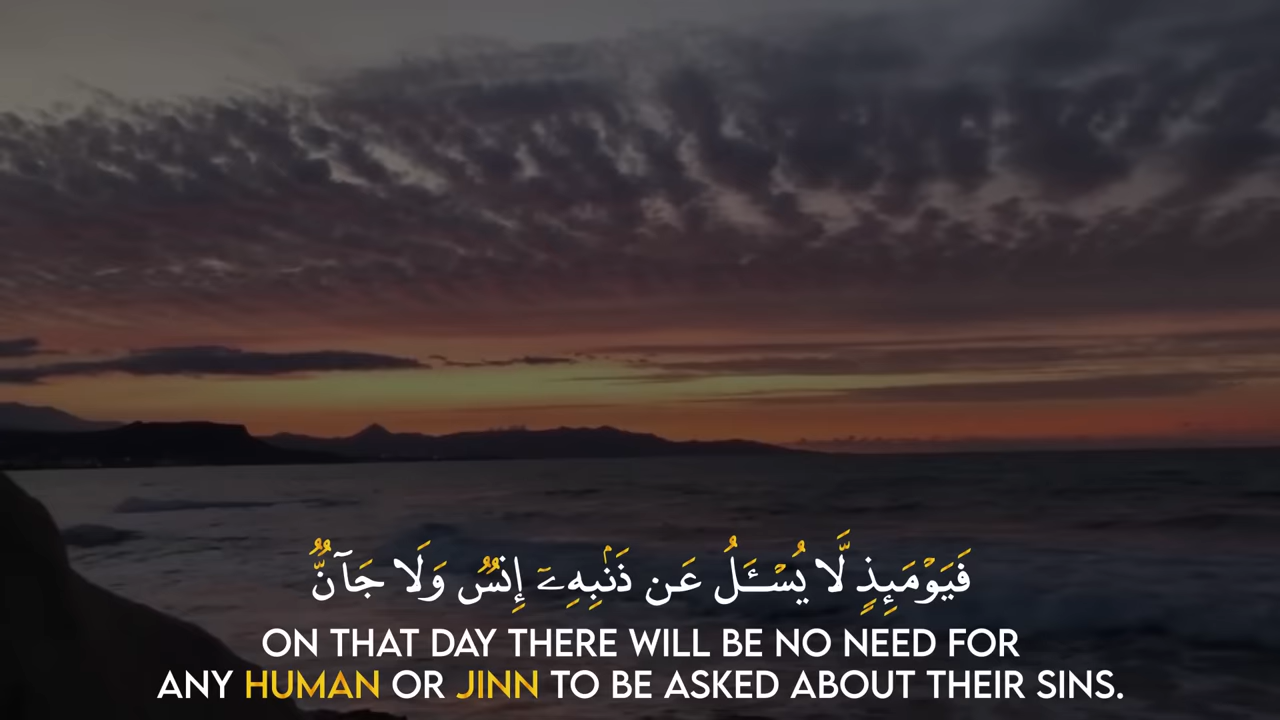 فَيَوْمَئِذٍ لَّا يُسْـَٔلُ عَن ذَنۢبِهِۦٓ إِنسٌ وَلَا جَآنٌّ
ON THAT DAY THERE WILL BE NO NEED FOR
ANY HUMAN OR JINN TO BE ASKED ABOUT THEIR SINS.